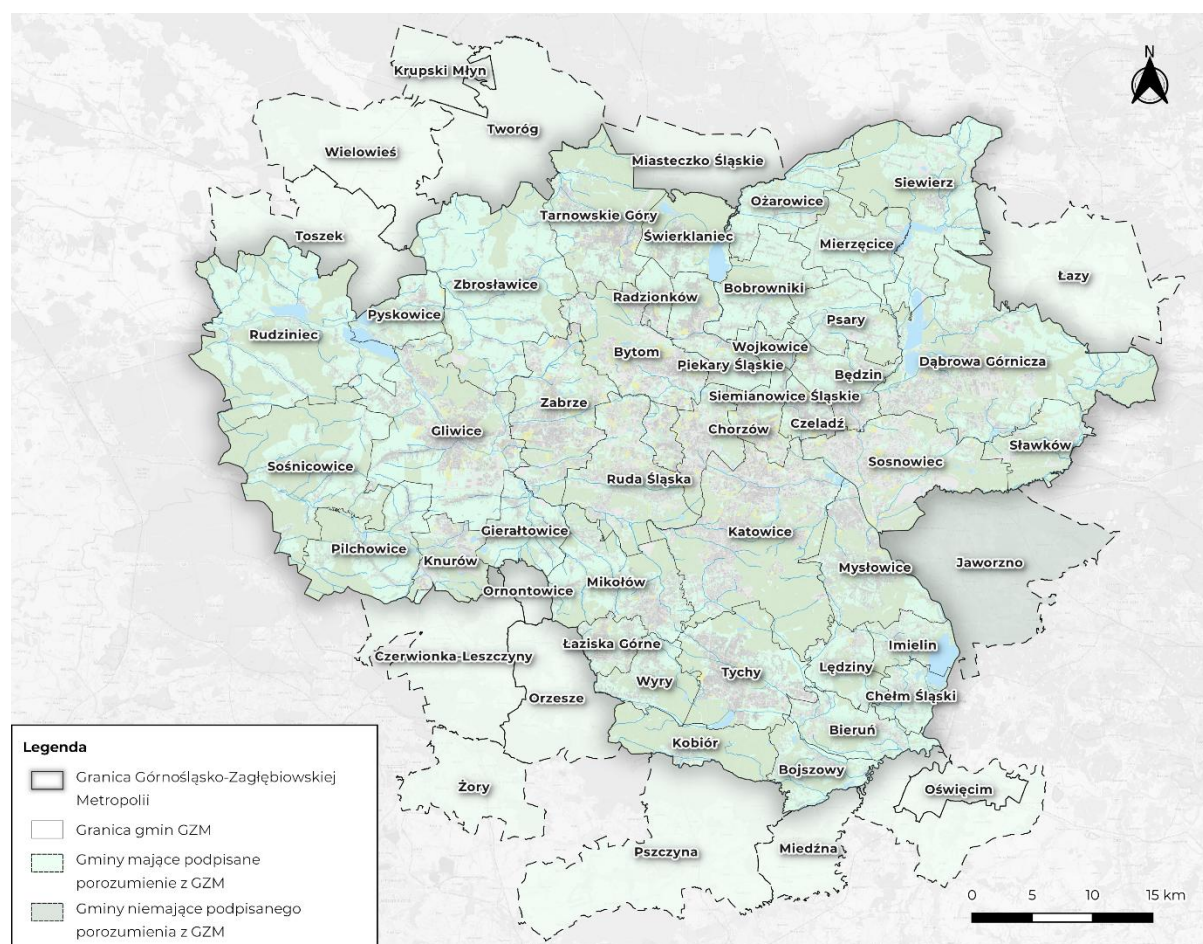 N
Krupski Młyn
Tworóg
Wielowieś
Miasteczko Śląskie
Siewierz
Ożarowice
Tarnowskie Góry
Świerklaniec
Mierzęcice
Toszek
Łazy
Zbrosławice
Bobrowniki
Radzionków
Pyskowice
Psary
Rudziniec
Wojkowice
Bytom
Piekary Śląskie
Dąbrowa Górnicza
Będzin
Siemianowice Śląskie
Zabrze
Czeladź
Chorzów
Gliwice
Sławków
Sosnowiec
Sośnicowice
Ruda Śląska
Gierałtowice
Katowice
Pilchowice
Knurów
Mysłowice
Jaworzno
Mikołów
Ornontowice
Łaziska Górne
Imielin
Czerwionka-Leszczyny
Lędziny
Tychy
Wyry
Chełm Śląski
Orzesze
Bieruń
Kobiór
Bojszowy
Żory
Oświęcim
Pszczyna
Miedźna
Legenda
Granica Górnośląsko-Zagłębiowskiej
Metropolii
Granica gmin GZM
Gminy mające podpisane
porozumienie z GZM
Gminy niemające podpisanego
porozumienia z GZM
0 5 10 15 km